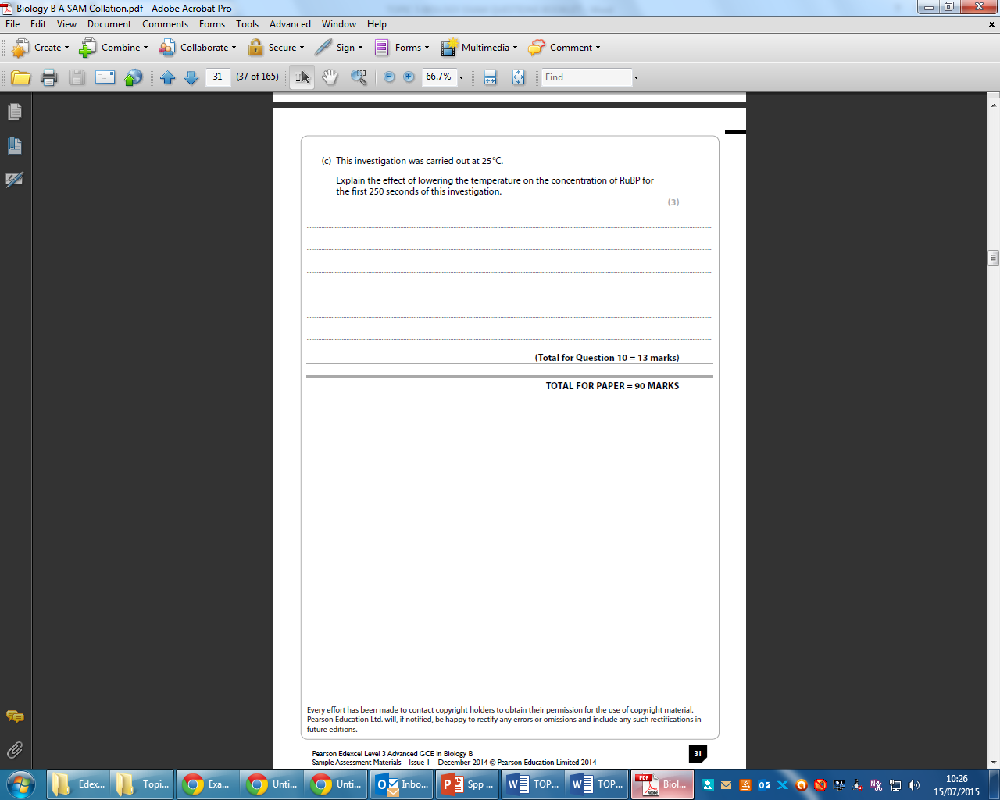 Biology B A SAM Collation.pdf - Adobe Acrobat Pro
File Edit View Document Comments Forms Tools Advanced Window Help
Create Combine Collaborate Secure Sign Forms Multimedia Comment
31 (37 of 165) 66.7% Find
(c) This investigation was carried out at 25°C.
Explain the effect of lowering the temperature on the concentration of RuBP for
the first 250 seconds of this investigation.
(3)
(Total for Question 10 = 13 marks)
TOTAL FOR PAPER = 90 MARKS
Every effort has been made to contact copyright holders to obtain their permission for the use of copyright material.
Pearson Education Ltd. will, if notified, be happy to rectify any errors or omissions and include any such rectifications in
future editions.
Pearson Edexcel Level 3 Advanced GCE in Biology B
Sample Assessment Materials – Issue 1 – December 2014 © Pearson Education Limited 2014
31
Edex... Topi... Exa... Unti... Unti... Inbo... Spp ... TOP... TOP... Biol...
10:26
15/07/2015